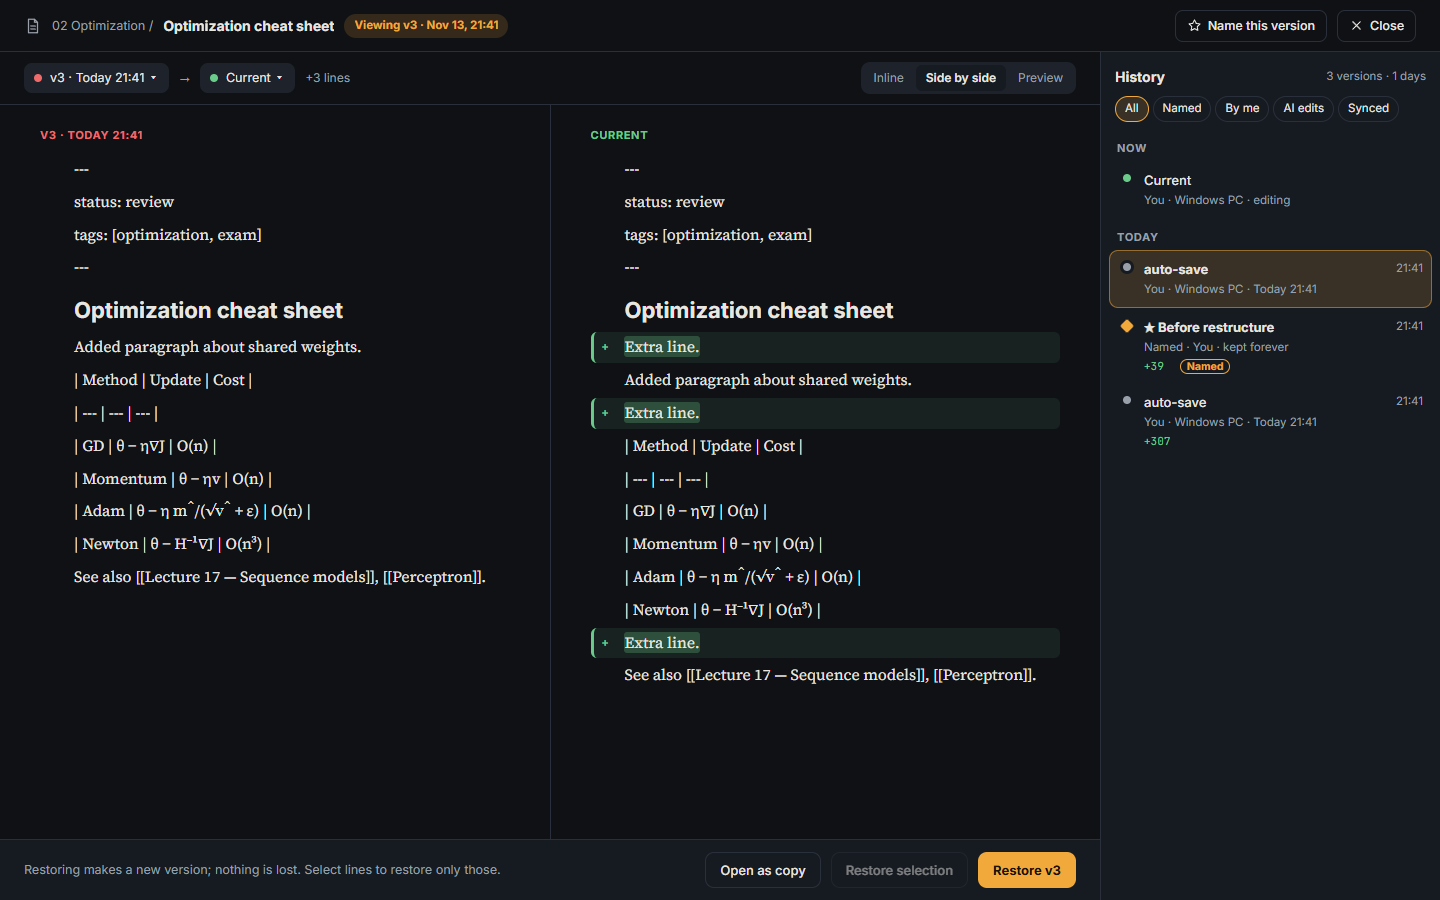 02 Optimization / Optimization cheat sheet Viewing v3 · Nov 13, 21:41 Name this version Close
v3 · Today 21:41 → Current +3 lines Inline Side by side Preview
V3 · TODAY 21:41
---
status: review
tags: [optimization, exam]
---
Optimization cheat sheet
Added paragraph about shared weights.
| Method | Update | Cost |
| --- | --- | --- |
| GD | θ − η∇J | O(n) |
| Momentum | θ − ηv | O(n) |
| Adam | θ − η m̂/(√v̂ + ε) | O(n) |
| Newton | θ − H⁻¹∇J | O(n³) |
See also [[Lecture 17 — Sequence models]], [[Perceptron]].
CURRENT
---
status: review
tags: [optimization, exam]
---
Optimization cheat sheet
+ Extra line.
Added paragraph about shared weights.
+ Extra line.
| Method | Update | Cost |
| --- | --- | --- |
| GD | θ − η∇J | O(n) |
| Momentum | θ − ηv | O(n) |
| Adam | θ − η m̂/(√v̂ + ε) | O(n) |
| Newton | θ − H⁻¹∇J | O(n³) |
+ Extra line.
See also [[Lecture 17 — Sequence models]], [[Perceptron]].
History 3 versions · 1 days
All Named By me AI edits Synced
NOW
Current
You · Windows PC · editing
TODAY
auto-save 21:41
You · Windows PC · Today 21:41
★ Before restructure 21:41
Named · You · kept forever
+39 Named
auto-save 21:41
You · Windows PC · Today 21:41
+307
Restoring makes a new version; nothing is lost. Select lines to restore only those. Open as copy Restore selection Restore v3